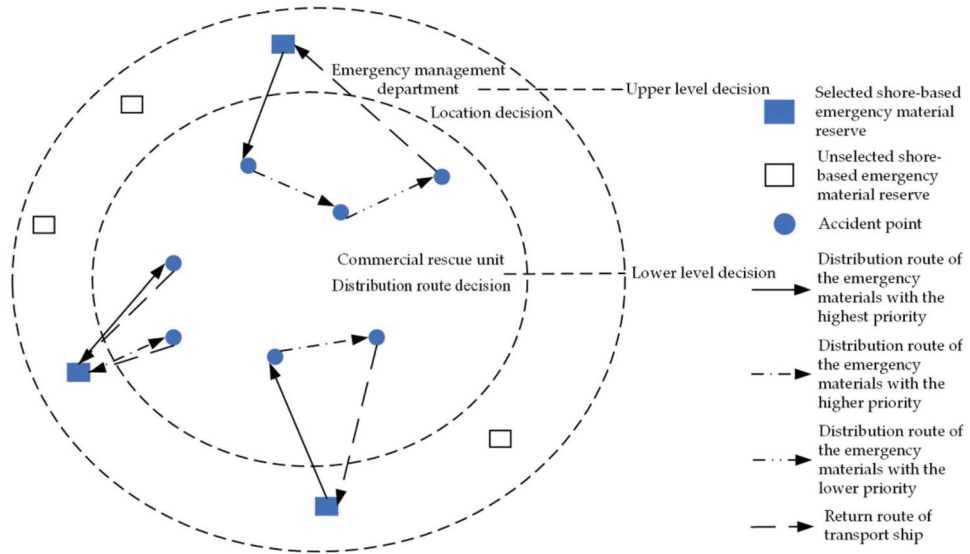 Emergency management
department
Location decision
Upper level decision
Commercial rescue unit
Distribution route decision
Lower level decision
Selected shore-based
emergency material
reserve
Unselected shore-
based emergency
material reserve
Accident point
Distribution route of
the emergency
materials with the
highest priority
Distribution route of
the emergency
materials with the
higher priority
Distribution route of
the emergency
materials with the
lower priority
Return route of
transport ship